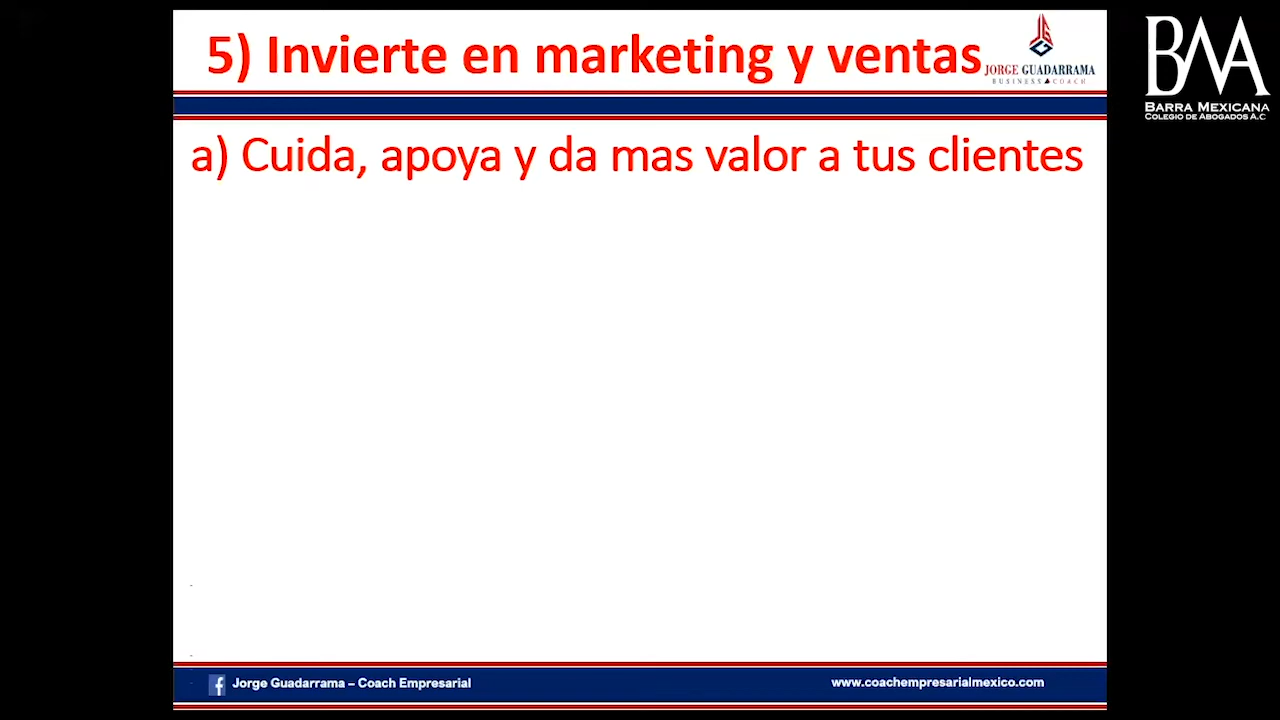 5) Invierte en marketing y ventas
JORGE GUADARRAMA
BUSINESS COACH
BMA
BARRA MEXICANA
COLEGIO DE ABOGADOS A.C
a) Cuida, apoya y da mas valor a tus clientes
Jorge Guadarrama – Coach Empresarial
www.coachempresarialmexico.com